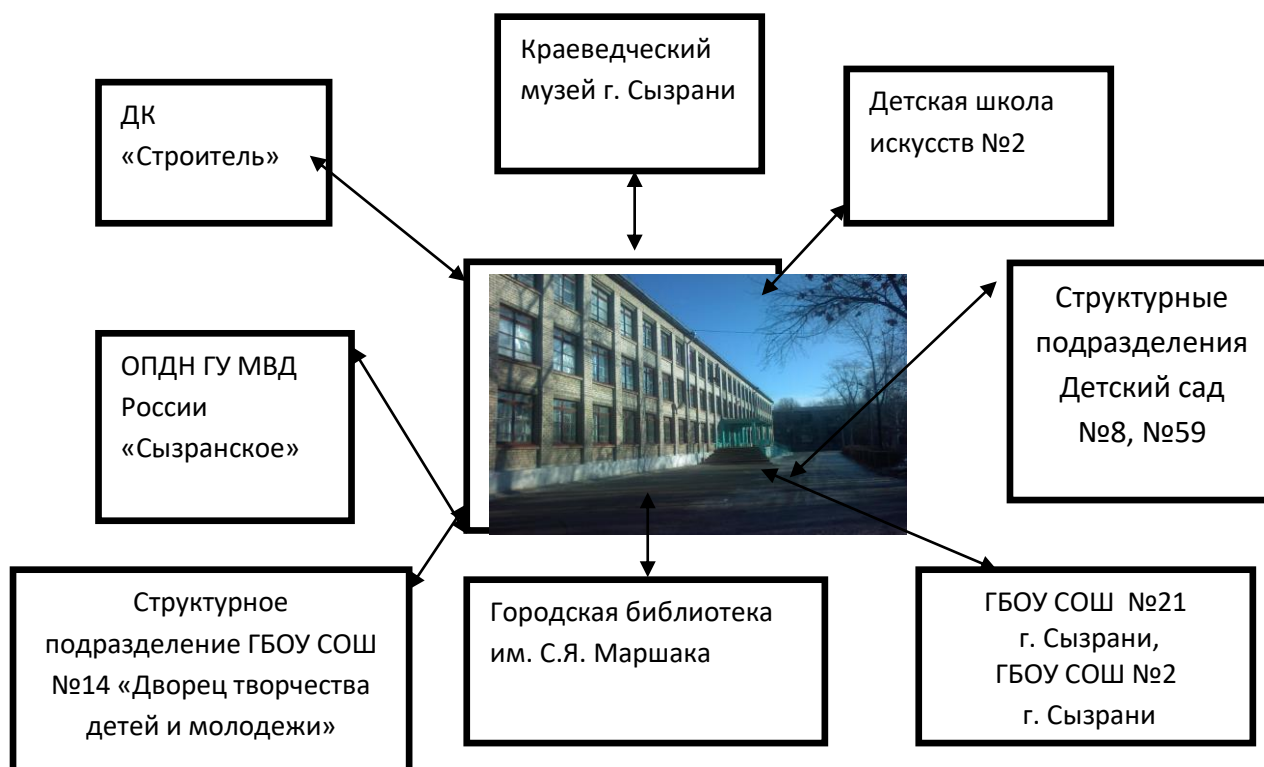 Краеведческий
музей г. Сызрани
ДК
«Строитель»
Детская школа
искусств №2
Структурные
подразделения
Детский сад
№8, №59
ОПДН ГУ МВД
России
«Сызранское»
Структурное
подразделение ГБОУ СОШ
№14 «Дворец творчества
детей и молодежи»
Городская библиотека
им. С.Я. Маршака
ГБОУ СОШ №21
г. Сызрани,
ГБОУ СОШ №2
г. Сызрани